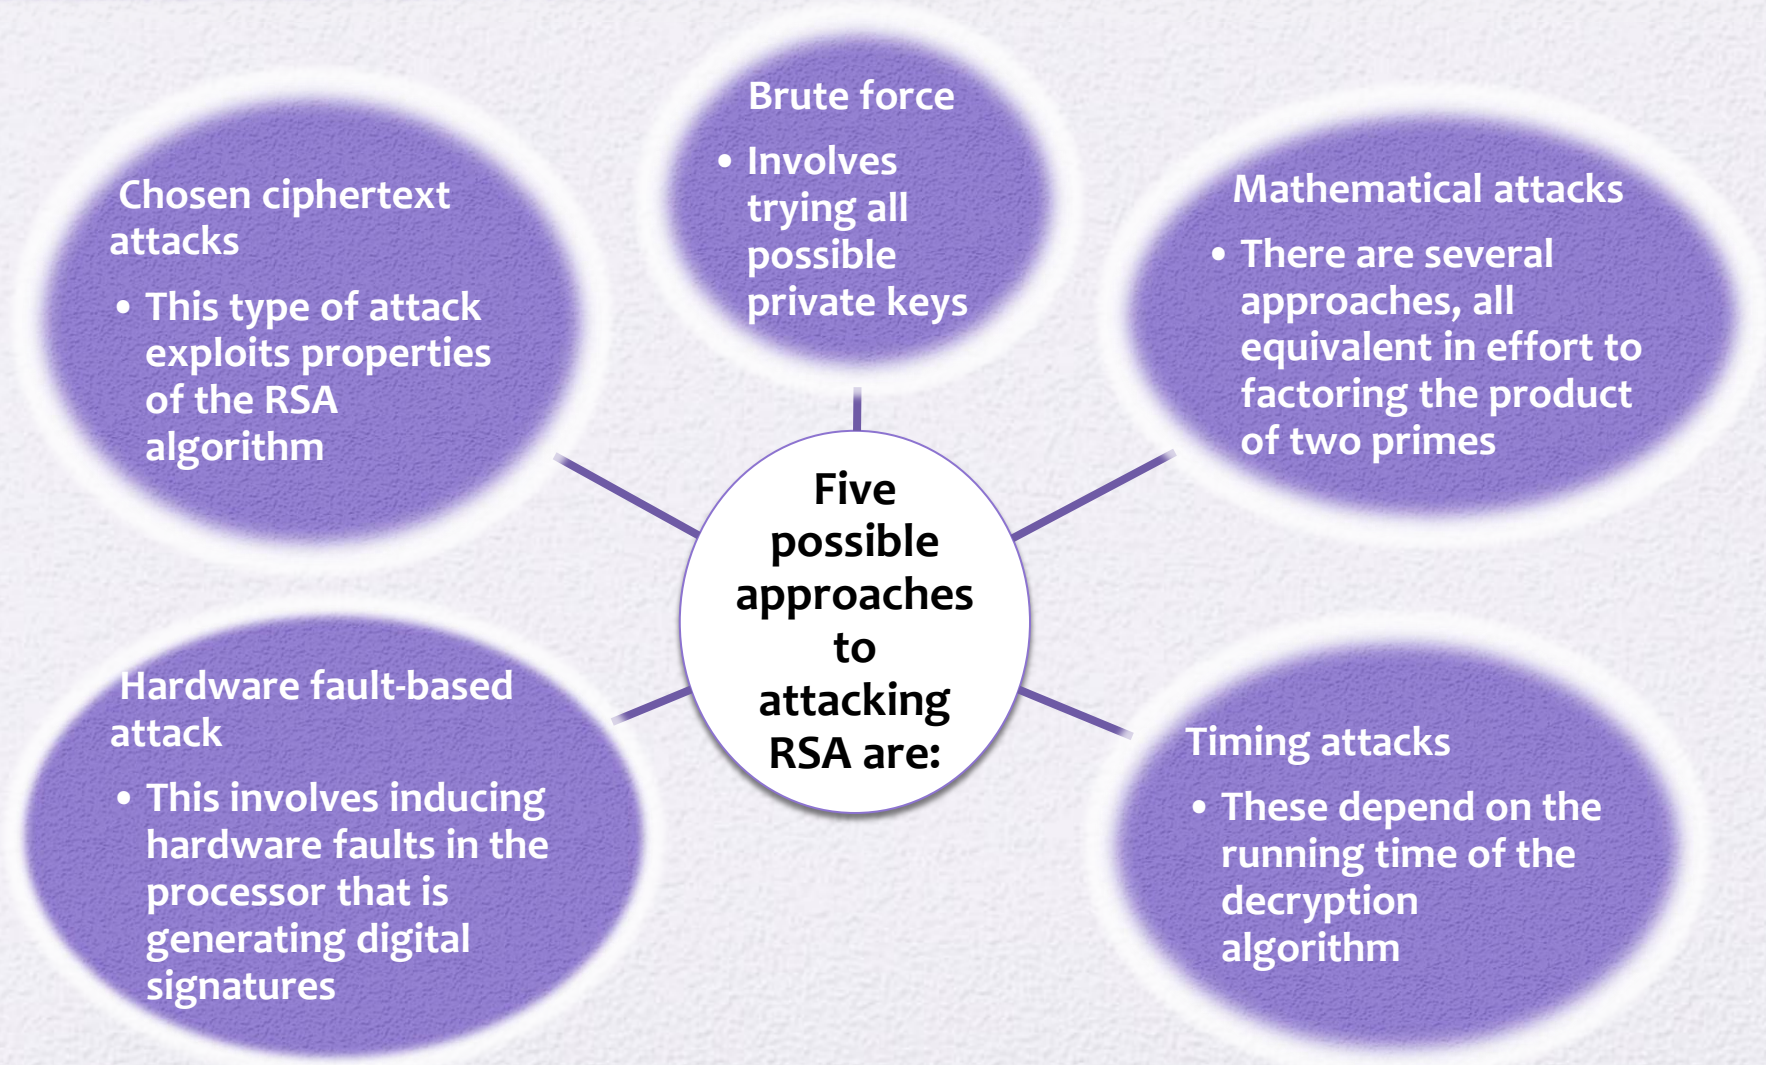 Brute force
• Involves
trying all
possible
private keys
Mathematical attacks
• There are several
approaches, all
equivalent in effort to
factoring the product
of two primes
Timing attacks
• These depend on the
running time of the
decryption
algorithm
Hardware fault-based
attack
• This involves inducing
hardware faults in the
processor that is
generating digital
signatures
Chosen ciphertext
attacks
• This type of attack
exploits properties
of the RSA
algorithm
Five
possible
approaches
to
attacking
RSA are: